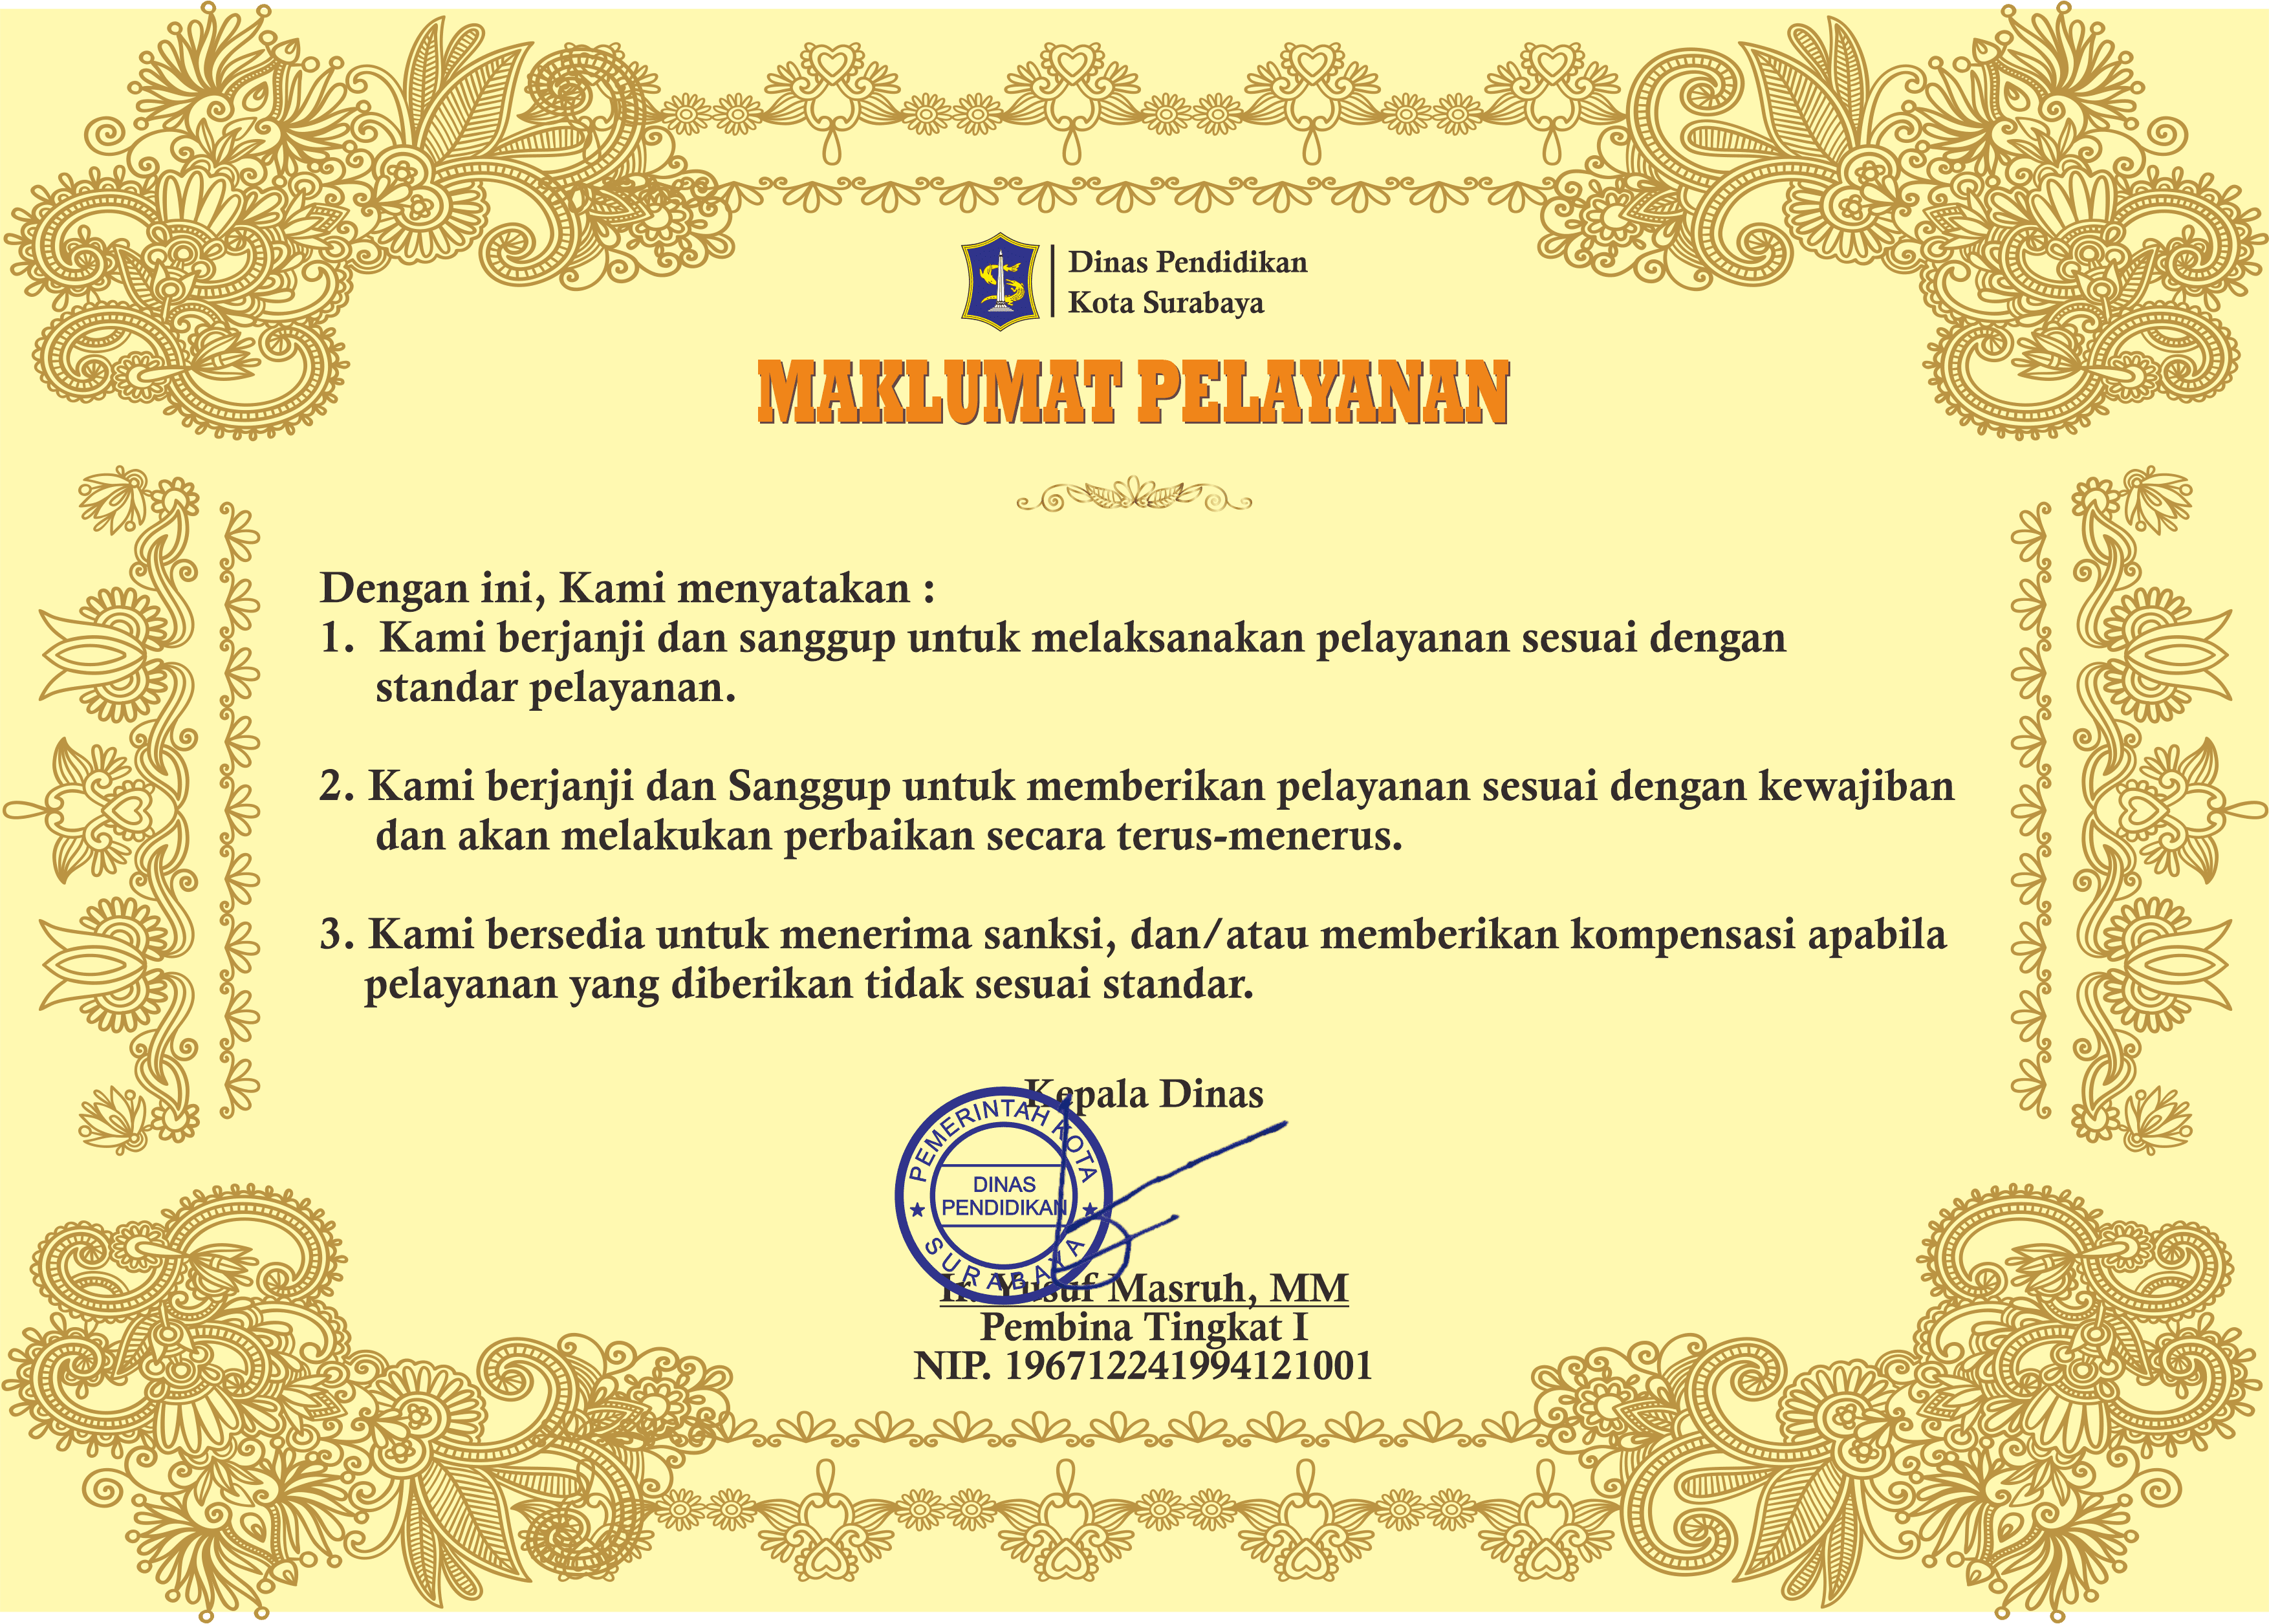 Dinas Pendidikan
Kota Surabaya
MAKLUMAT PELAYANAN
Dengan ini, Kami menyatakan :
1. Kami berjanji dan sanggup untuk melaksanakan pelayanan sesuai dengan
standar pelayanan.
2. Kami berjanji dan Sanggup untuk memberikan pelayanan sesuai dengan kewajiban
dan akan melakukan perbaikan secara terus-menerus.
3. Kami bersedia untuk menerima sanksi, dan/atau memberikan kompensasi apabila
pelayanan yang diberikan tidak sesuai standar.
Kepala Dinas
PEMERINTAH KOTA
DINAS
PENDIDIKAN
SURABAYA
Ir. Yusuf Masruh, MM
Pembina Tingkat I
NIP. 196712241994121001